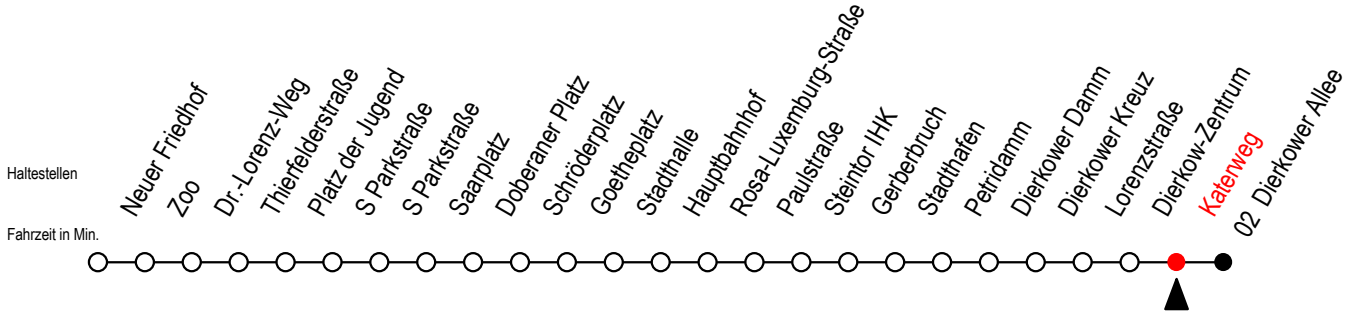 Haltestellen
Fahrzeit in Min.
Neuer Friedhof
Zoo
Dr.-Lorenz-Weg
Thierfelderstraße
Platz der Jugend
S Parkstraße
S Parkstraße
Saarplatz
Doberaner Platz
Schröderplatz
Goetheplatz
Stadthalle
Hauptbahnhof
Rosa-Luxemburg-Straße
Paulstraße
Steintor IHK
Gerberbruch
Stadthafen
Petridamm
Dierkower Damm
Dierkower Kreuz
Lorenzstraße
Dierkow-Zentrum
Katerweg
02 Dierkower Allee